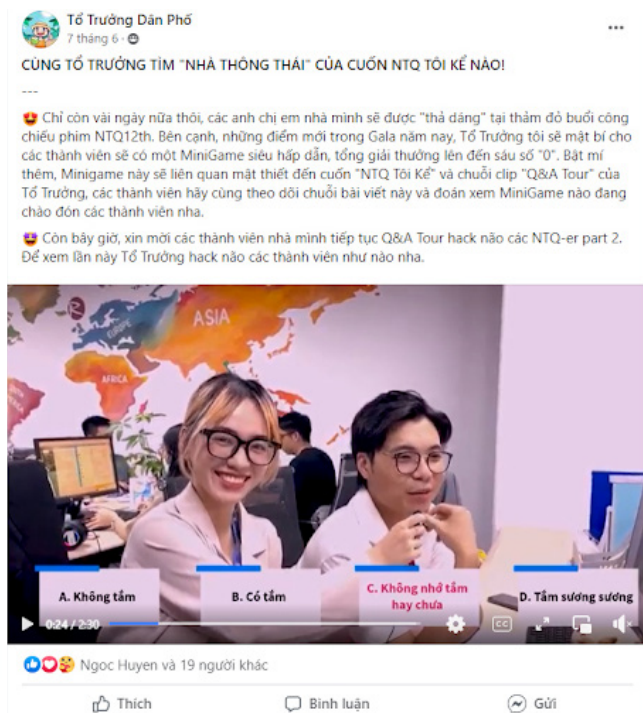 Tổ Trưởng Dân Phố
7 tháng 6 ·
CÙNG TỔ TRƯỞNG TÌM "NHÀ THÔNG THÁI" CỦA CUỐN NTQ TÔI KỂ NÀO!
---
Chỉ còn vài ngày nữa thôi, các anh chị em nhà mình sẽ được "thả dáng" tại thảm đỏ buổi công
chiếu phim NTQ12th. Bên cạnh, những điểm mới trong Gala năm nay, Tổ Trưởng tôi sẽ mật bí cho
các thành viên sẽ có một MiniGame siêu hấp dẫn, tổng giải thưởng lên đến sáu số "0". Bật mí
thêm, Minigame này sẽ liên quan mật thiết đến cuốn "NTQ Tôi Kể" và chuỗi clip "Q&A Tour" của
Tổ Trưởng, các thành viên hãy cùng theo dõi chuỗi bài viết này và đoán xem MiniGame nào đang
chào đón các thành viên nha.
Còn bây giờ, xin mời các thành viên nhà mình tiếp tục Q&A Tour hack não các NTQ-er part 2.
Để xem lần này Tổ Trưởng hack não các thành viên như nào nha.
EUROPE
ASIA
AFRICA
A. Không tắm
B. Có tắm
C. Không nhớ tắm
hay chưa
D. Tắm sương sương
0:24 / 2:30
CC
Ngoc Huyen và 19 người khác
Thích
Bình luận
Gửi